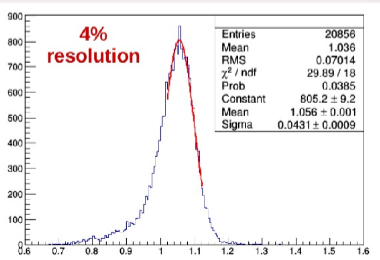 4%
resolution
Entries 20856
Mean 1.036
RMS 0.07014
χ² / ndf 29.89 / 18
Prob 0.0385
Constant 805.2 ± 9.2
Mean 1.056 ± 0.001
Sigma 0.0431 ± 0.0009
900
800
700
600
500
400
300
200
100
0
0.6 0.7 0.8 0.9 1 1.1 1.2 1.3 1.4 1.5 1.6